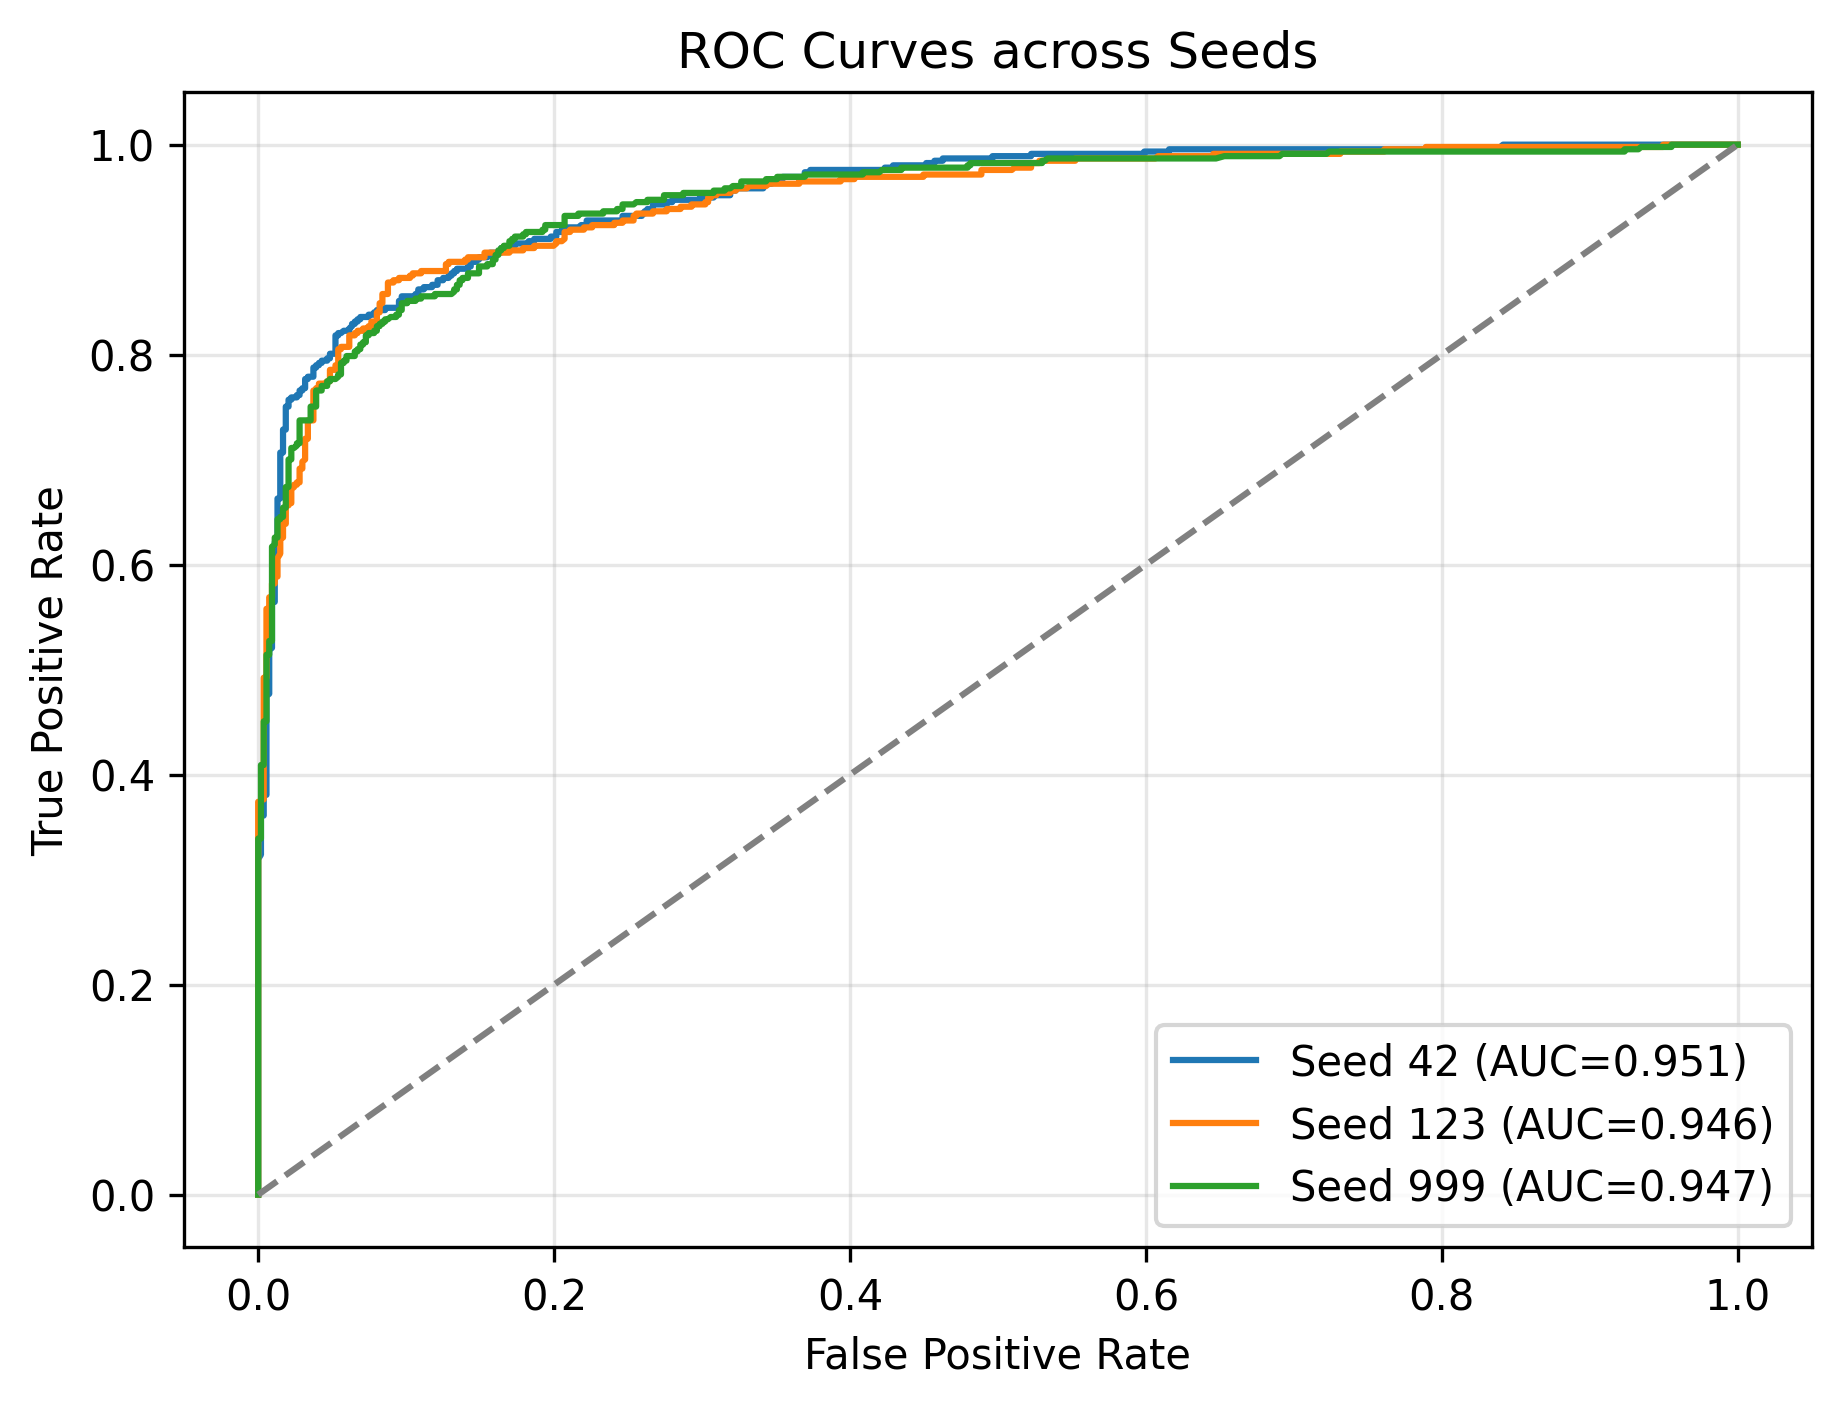 ROC Curves across Seeds
True Positive Rate
1.0
0.8
0.6
0.4
0.2
0.0
Seed 42 (AUC=0.951)
Seed 123 (AUC=0.946)
Seed 999 (AUC=0.947)
0.0 0.2 0.4 0.6 0.8 1.0
False Positive Rate